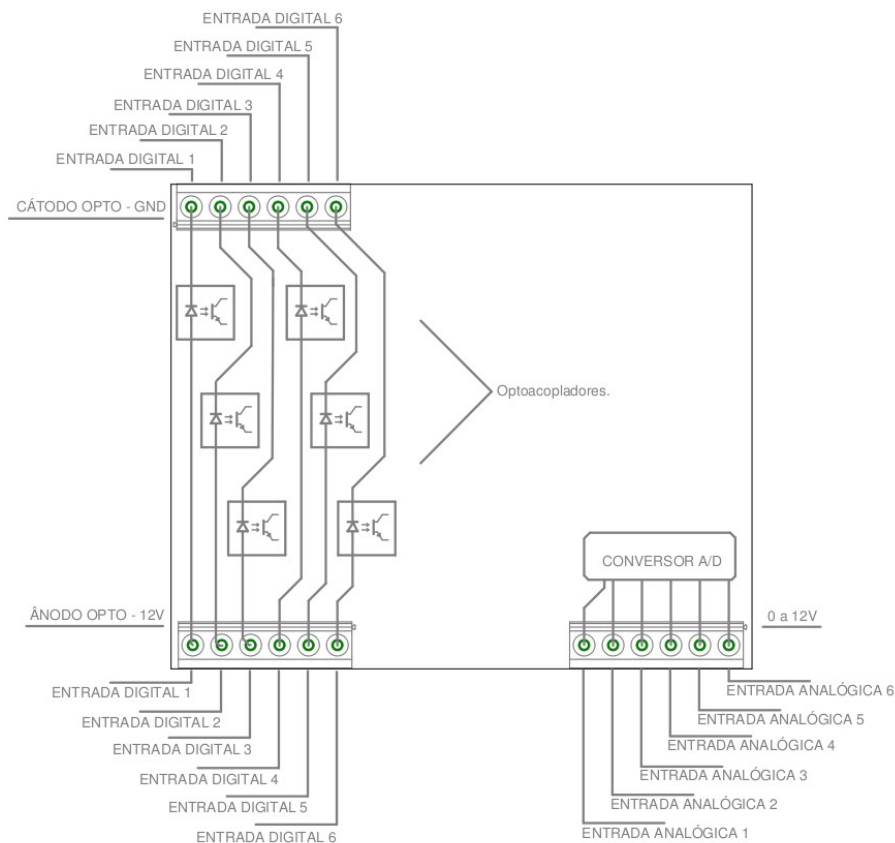 ENTRADA DIGITAL 6
ENTRADA DIGITAL 5
ENTRADA DIGITAL 4
ENTRADA DIGITAL 3
ENTRADA DIGITAL 2
ENTRADA DIGITAL 1
CÁTODO OPTO - GND
Optoacopladores.
CONVERSOR A/D
ÂNODO OPTO - 12V
0 a 12V
ENTRADA DIGITAL 1
ENTRADA DIGITAL 2
ENTRADA DIGITAL 3
ENTRADA DIGITAL 4
ENTRADA DIGITAL 5
ENTRADA DIGITAL 6
ENTRADA ANALÓGICA 6
ENTRADA ANALÓGICA 5
ENTRADA ANALÓGICA 4
ENTRADA ANALÓGICA 3
ENTRADA ANALÓGICA 2
ENTRADA ANALÓGICA 1